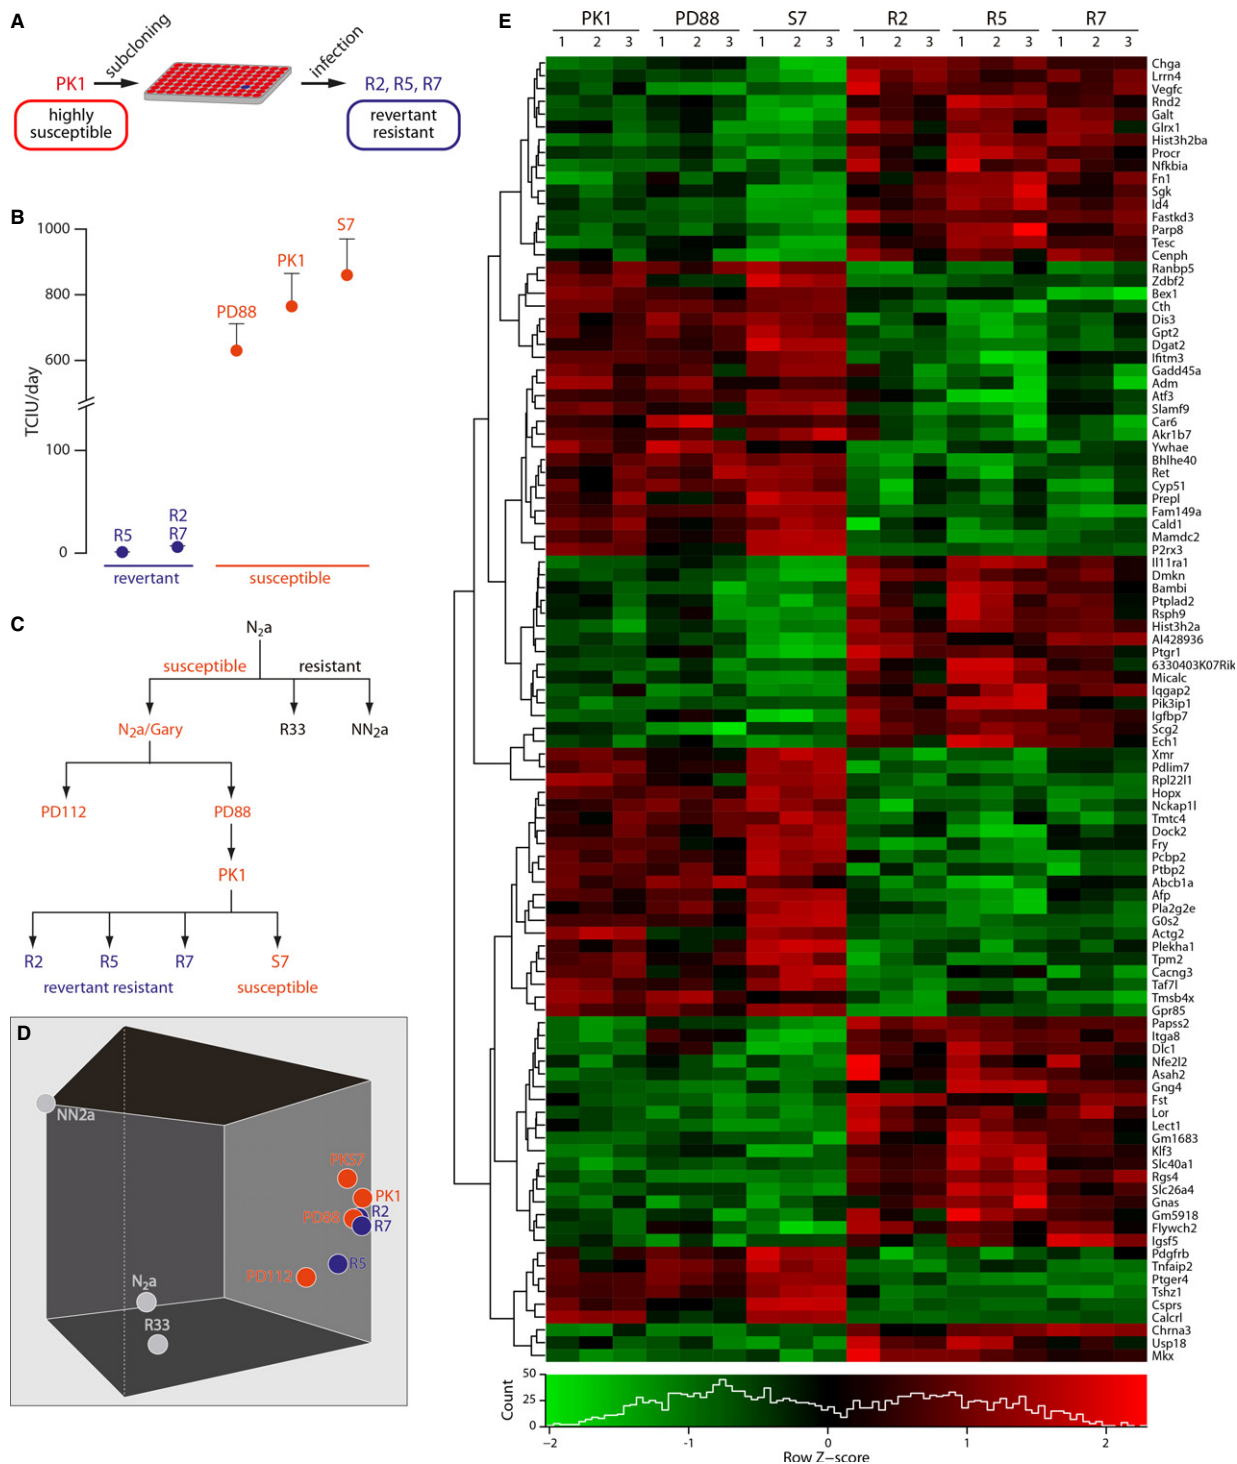 A
PK1
subcloning
infection
R2, R5, R7
highly
susceptible
revertant
resistant
B
TCIU/day
1000
800
600
100
0
S7
PK1
PD88
R5
R2
R7
revertant
susceptible
C
N2a
susceptible
resistant
N2a/Gary
R33
NN2a
PD112
PD88
PK1
R2
R5
R7
S7
revertant resistant
susceptible
D
NN2a
PKS7
PK1
PD88
R2
R7
R5
PD112
N2a
R33
E
PK1 PD88 S7 R2 R5 R7
1 2 3 1 2 3 1 2 3 1 2 3 1 2 3 1 2 3
Chga
Lrrn4
Vegfc
Rnd2
Galt
Glrx1
Hist3h2ba
Procr
Nfkbia
Fn1
Sgk
Id4
Fastkd3
Parp8
Tesc
Cenph
Ranbp5
Zdbf2
Bex1
Cth
Dis3
Gpt2
Dgat2
Ifitm3
Gadd45a
Adm
Atf3
Slamf9
Car6
Akr1b7
Ywhae
Bhlhe40
Ret
Cyp51
Prepl
Fam149a
Cald1
Mamdc2
P2rx3
Il11ra1
Dmkn
Bambi
Ptplad2
Rsph9
Hist3h2a
AI428936
Ptgr1
6330403K07Rik
Micalc
Iqgap2
Pik3ip1
Igfbp7
Scg2
Ech1
Xmr
Pdlim7
Rpl22l1
Hopx
Nckap1l
Tmtc4
Dock2
Fry
Pcbp2
Ptbp2
Abcb1a
Afp
Pla2g2e
G0s2
Actg2
Plekha1
Tpm2
Cacng3
Taf7l
Tmsb4x
Gpr85
Papss2
Itga8
Dlc1
Nfe2l2
Asah2
Gng4
Fst
Lor
Lect1
Gm1683
Klf3
Slc40a1
Rgs4
Slc26a4
Gnas
Gm5918
Flywch2
Igsf5
Pdgfrb
Tnfaip2
Ptger4
Tshz1
Csprs
Calcrl
Chrna3
Usp18
Mkx
Count
50
25
0
−2 -1 0 1 2
Row Z−score